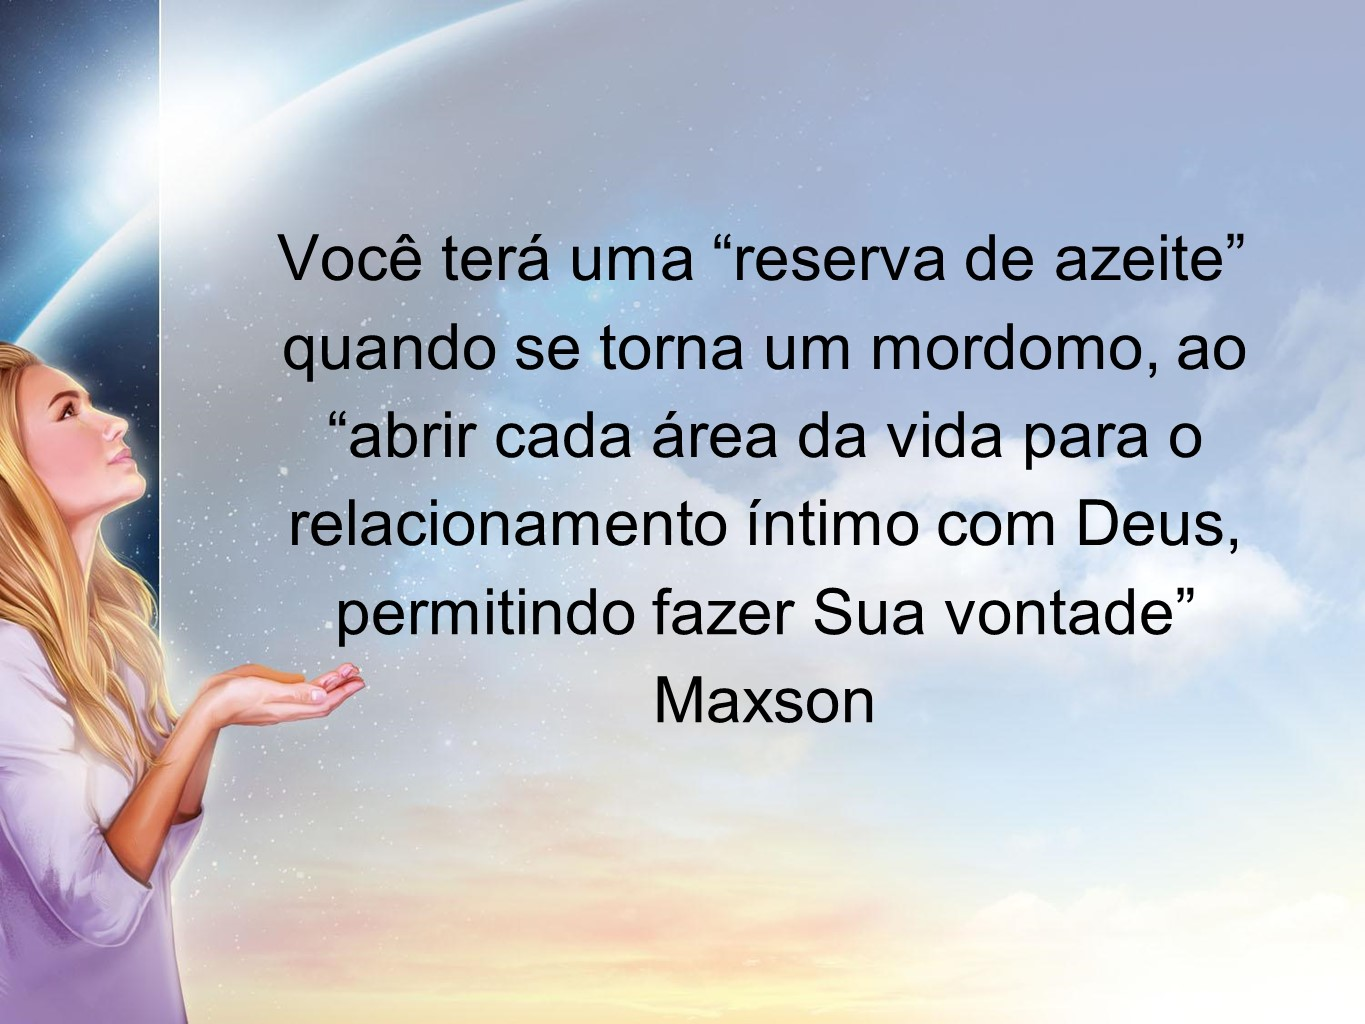 Você terá uma “reserva de azeite”
quando se torna um mordomo, ao
“abrir cada área da vida para o
relacionamento íntimo com Deus,
permitindo fazer Sua vontade”
Maxson